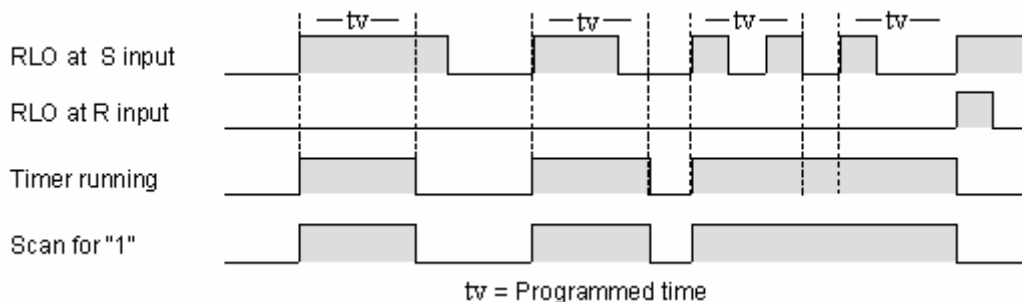 tv tv tv tv
RLO at S input
RLO at R input
Timer running
Scan for "1"
tv = Programmed time